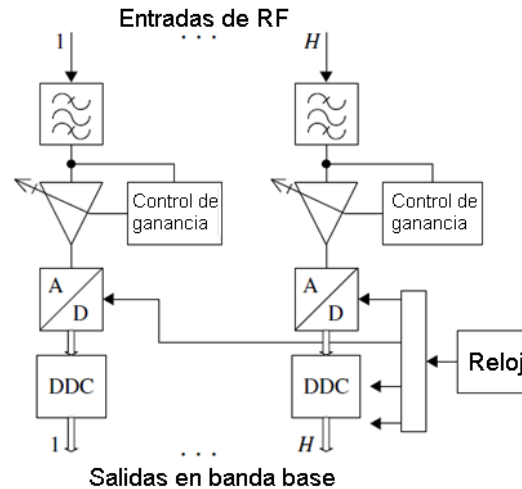 Entradas de RF
1 . . . H
Control de
ganancia
Control de
ganancia
A
D
A
D
Reloj
DDC
DDC
1 . . . H
Salidas en banda base